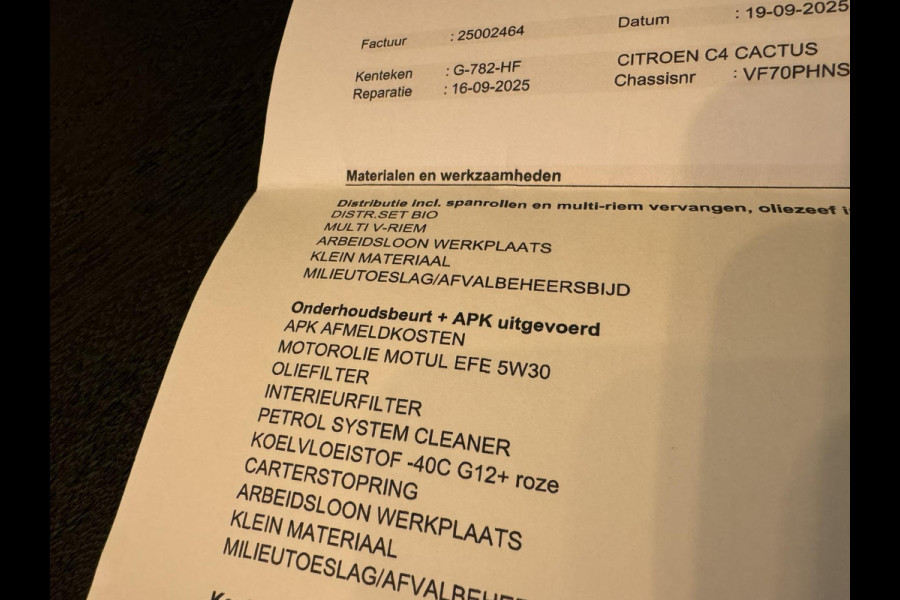 Factuur : 25002464 Datum : 19-09-2025
Kenteken : G-782-HF CITROEN C4 CACTUS
Reparatie : 16-09-2025 Chassisnr : VF70PHNS
Materialen en werkzaamheden
Distributie incl. spanrollen en multi-riem vervangen, oliezeef
DISTR.SET BIO
MULTI V-RIEM
ARBEIDSLOON WERKPLAATS
KLEIN MATERIAAL
MILIEUTOESLAG/AFVALBEHEERSBIJD
Onderhoudsbeurt + APK uitgevoerd
APK AFMELDKOSTEN
MOTOROLIE MOTUL EFE 5W30
OLIEFILTER
INTERIEURFILTER
PETROL SYSTEM CLEANER
KOELVLOEISTOF -40C G12+ roze
CARTERSTOPRING
ARBEIDSLOON WERKPLAATS
KLEIN MATERIAAL
MILIEUTOESLAG/AFVALBEHE